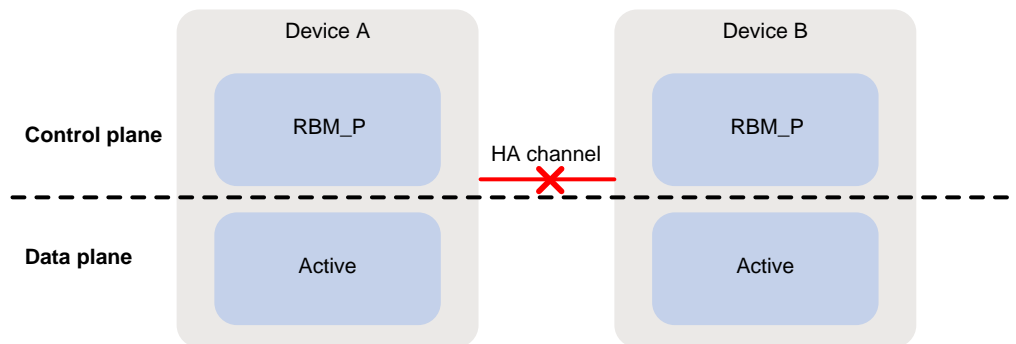 Device A
Device B
Control plane
RBM_P
RBM_P
HA channel
Data plane
Active
Active